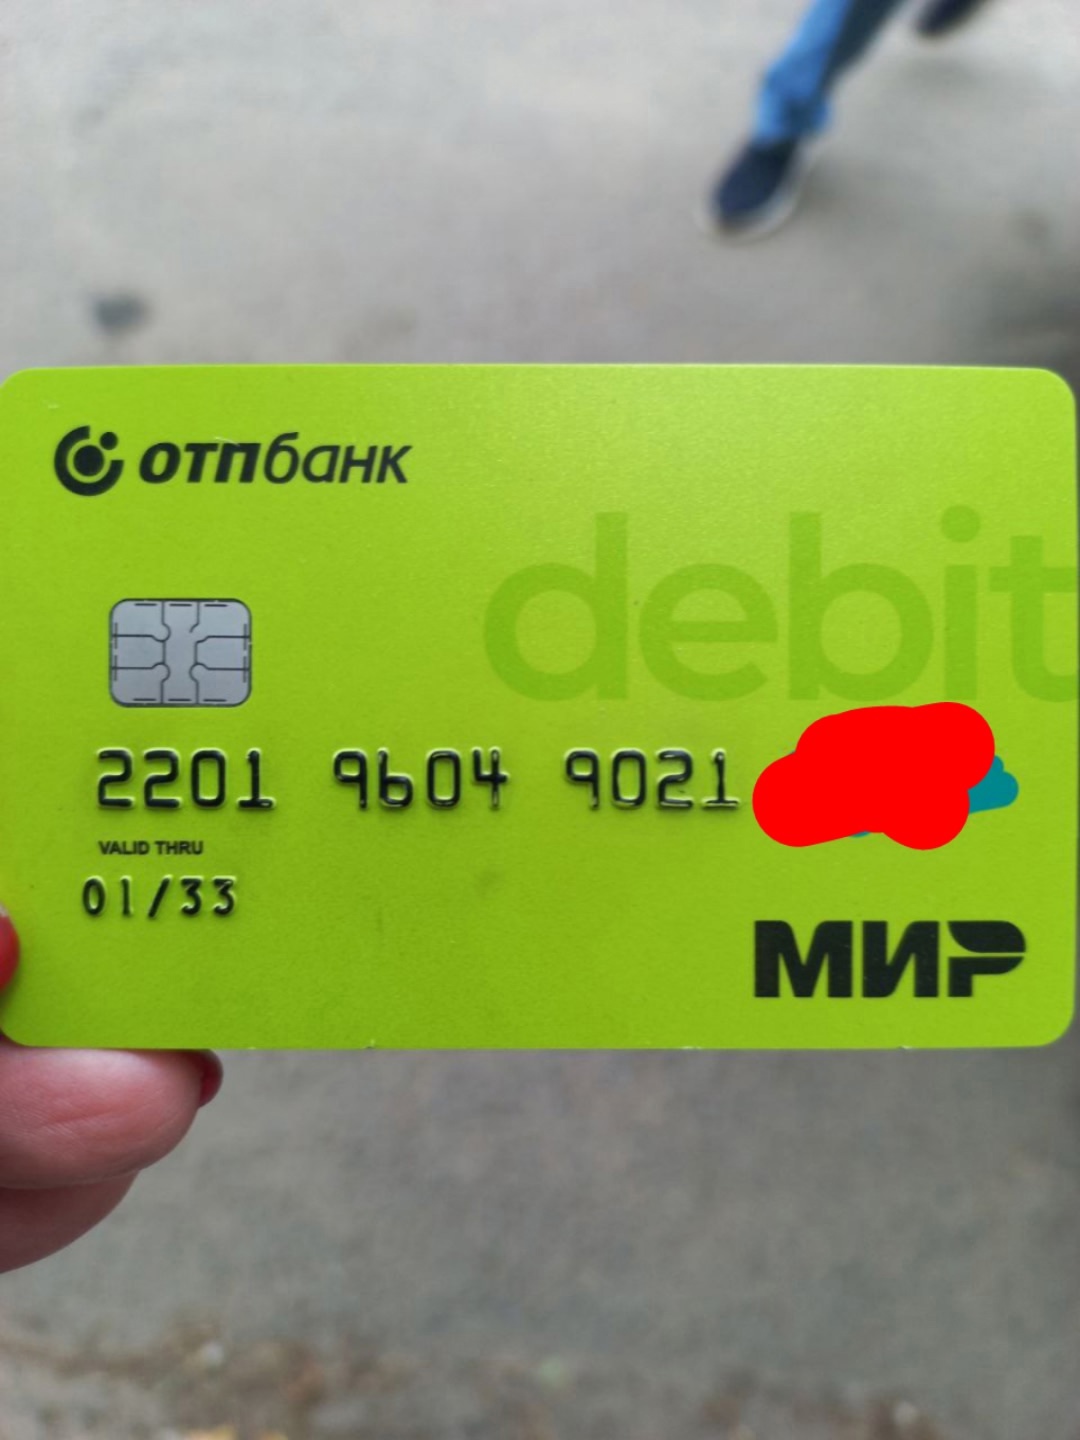 отпбанк
debit
2201 9604 9021
VALID THRU
01/33
МИР